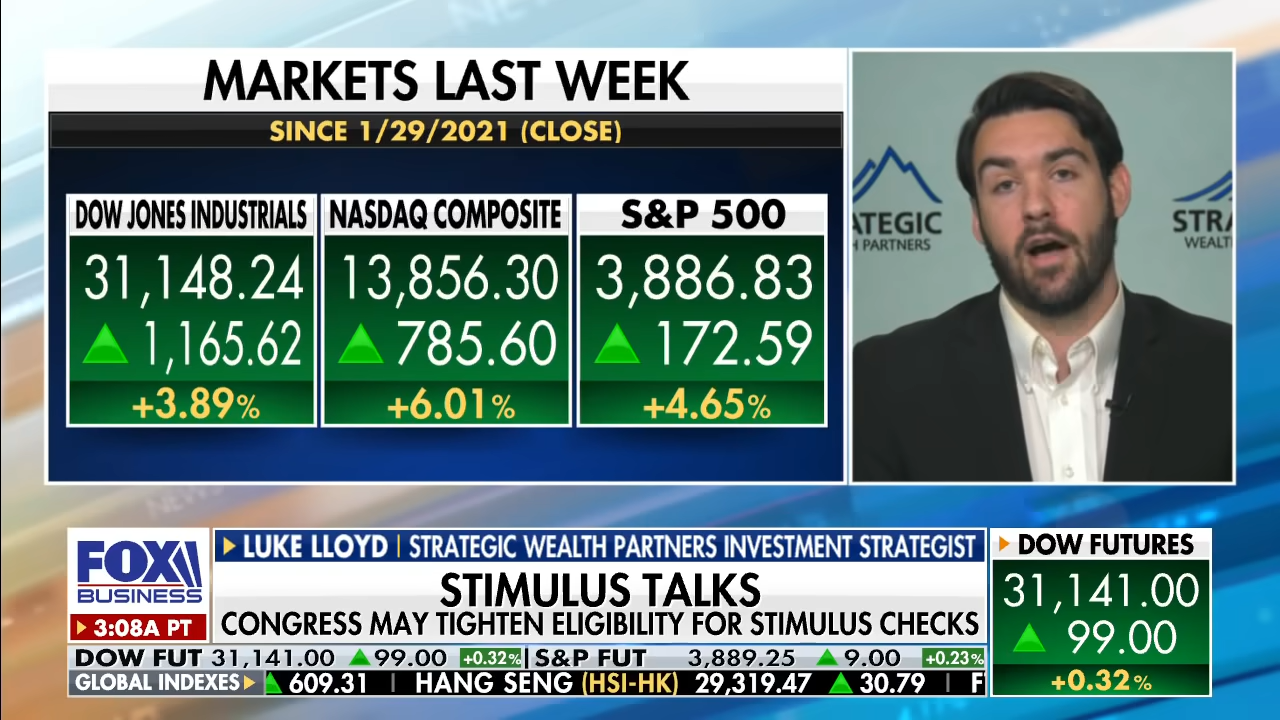 MARKETS LAST WEEK
SINCE 1/29/2021 (CLOSE)
DOW JONES INDUSTRIALS
31,148.24
▲ 1,165.62
+3.89%
NASDAQ COMPOSITE
13,856.30
▲ 785.60
+6.01%
S&P 500
3,886.83
▲ 172.59
+4.65%
ATEGIC
H PARTNERS
STRA
WEALT
FOX
BUSINESS
3:08A PT
LUKE LLOYD | STRATEGIC WEALTH PARTNERS INVESTMENT STRATEGIST
STIMULUS TALKS
CONGRESS MAY TIGHTEN ELIGIBILITY FOR STIMULUS CHECKS
DOW FUTURES
31,141.00
▲ 99.00
+0.32%
DOW FUT 31,141.00 ▲ 99.00 +0.32% | S&P FUT 3,889.25 ▲ 9.00 +0.23%
GLOBAL INDEXES ▲ 609.31 | HANG SENG (HSI-HK) 29,319.47 ▲ 30.79 | F